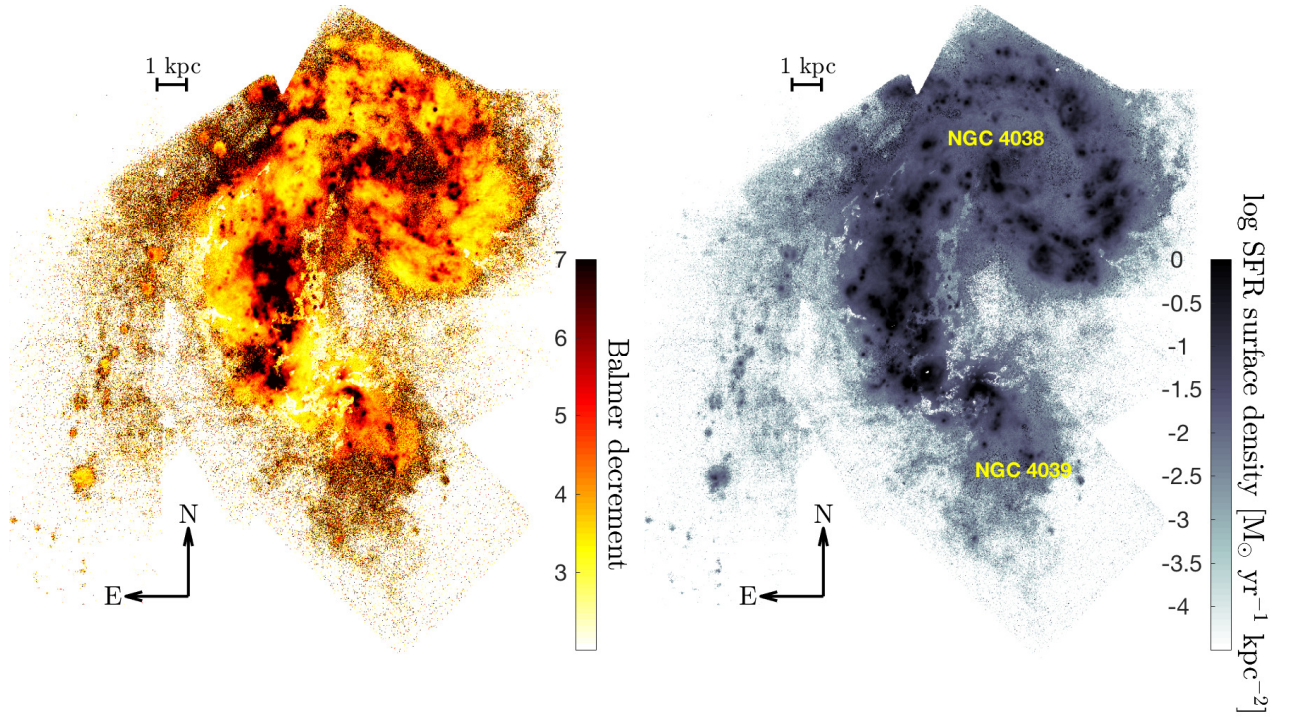 1 kpc
7
6
5
4
3
Balmer decrement
N
E
1 kpc
NGC 4038
NGC 4039
0
-0.5
-1
-1.5
-2
-2.5
-3
-3.5
-4
log SFR surface density [M⊙ yr⁻¹ kpc⁻²]
N
E